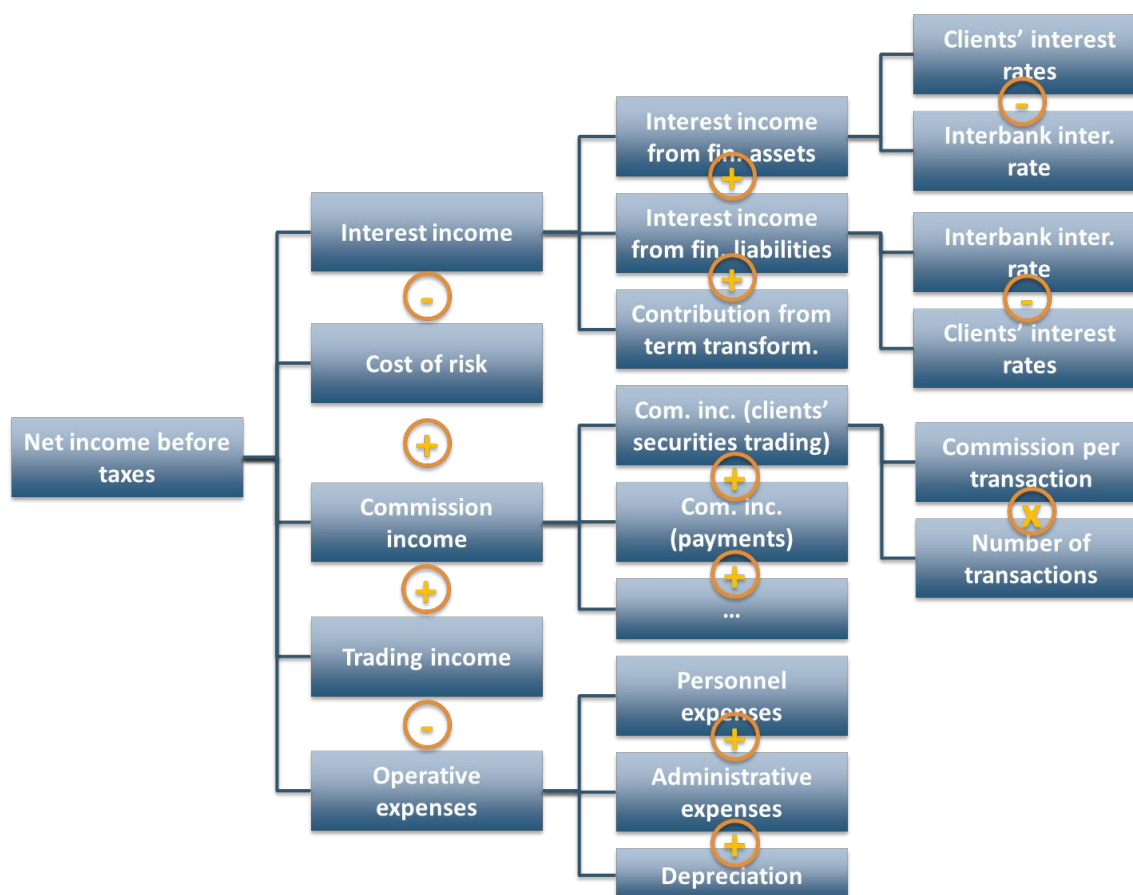 Net income before
taxes
Interest income
-
Cost of risk
+
Commission
income
+
Trading income
-
Operative
expenses
Interest income
from fin. assets
+
Interest income
from fin. liabilities
+
Contribution from
term transform.
Com. inc. (clients’
securities trading)
+
Com. inc.
(payments)
+
...
Personnel
expenses
+
Administrative
expenses
+
Depreciation
Clients’ interest
rates
-
Interbank inter.
rate
Interbank inter.
rate
-
Clients’ interest
rates
Commission per
transaction
X
Number of
transactions